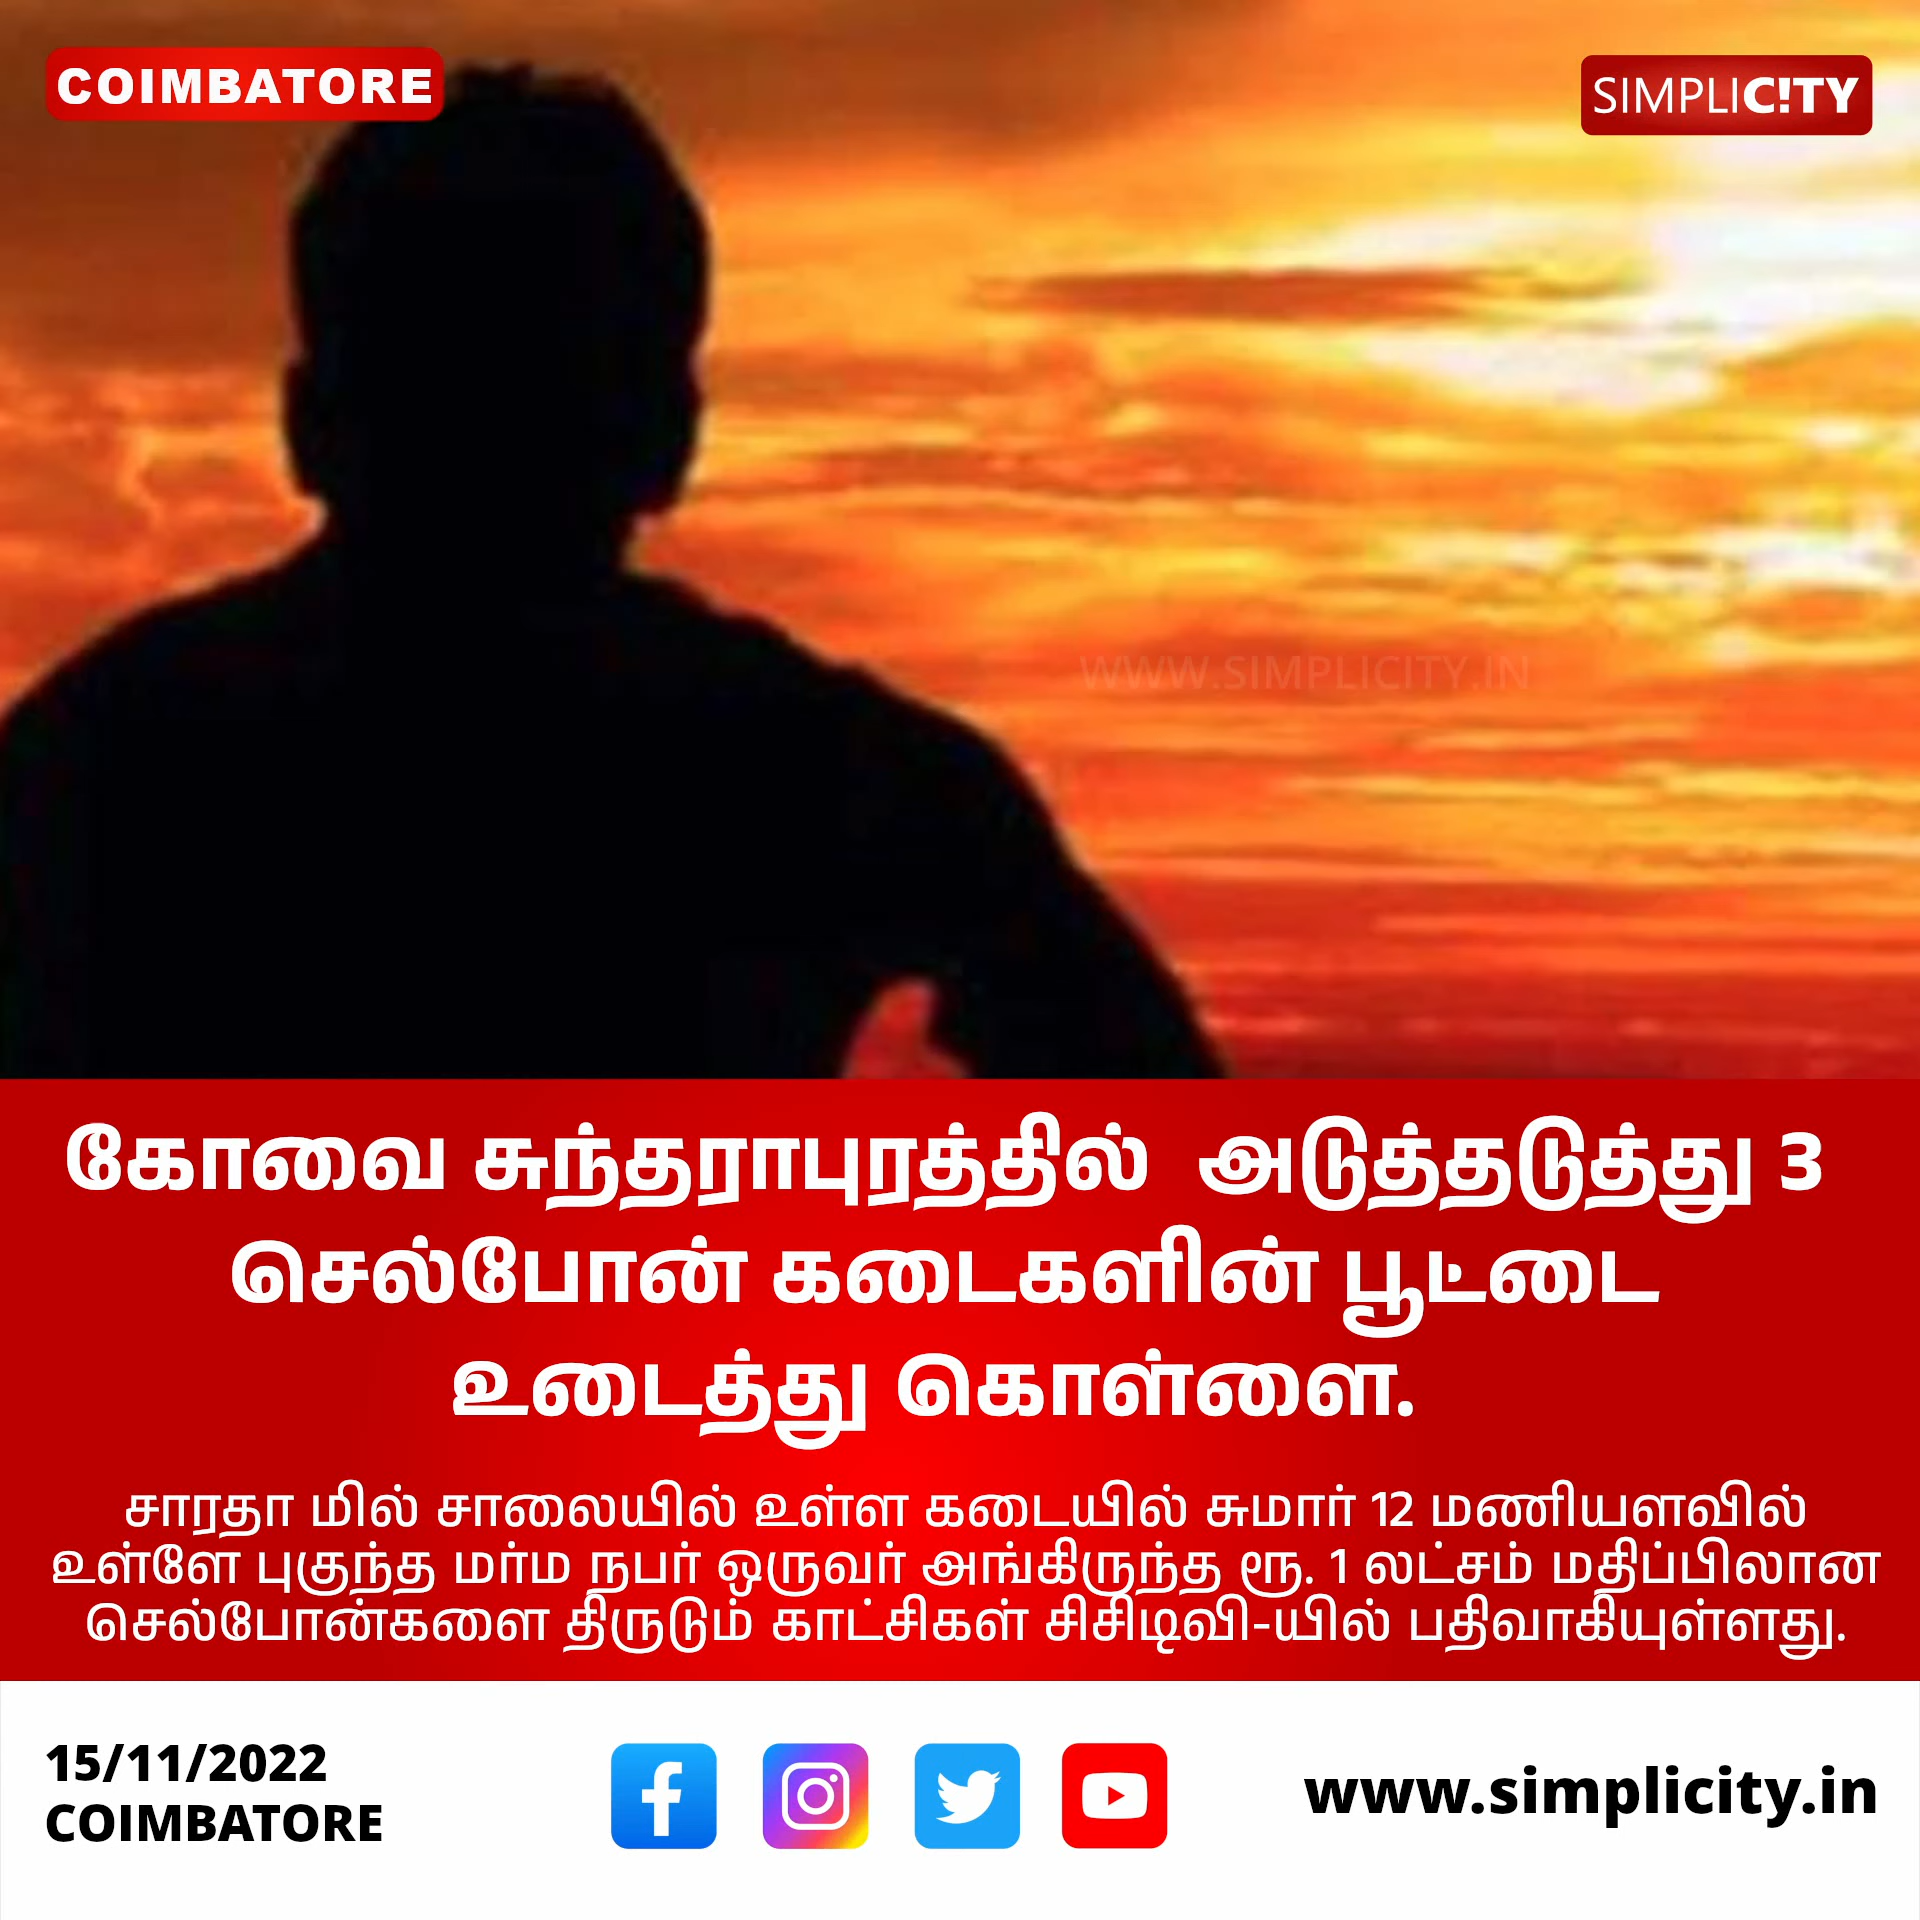 COIMBATORE
SIMPLIC!TY
WWW.SIMPLICITY.IN
கோவை சுந்தராபுரத்தில் அடுத்தடுத்து 3
செல்போன் கடைகளின் பூட்டை
உடைத்து கொள்ளை.
சாரதா மில் சாலையில் உள்ள கடையில் சுமார் 12 மணியளவில்
உள்ளே புகுந்த மர்ம நபர் ஒருவர் அங்கிருந்த ரூ. 1 லட்சம் மதிப்பிலான
செல்போன்களை திருடும் காட்சிகள் சிசிடிவி-யில் பதிவாகியுள்ளது.
15/11/2022
COIMBATORE
www.simplicity.in